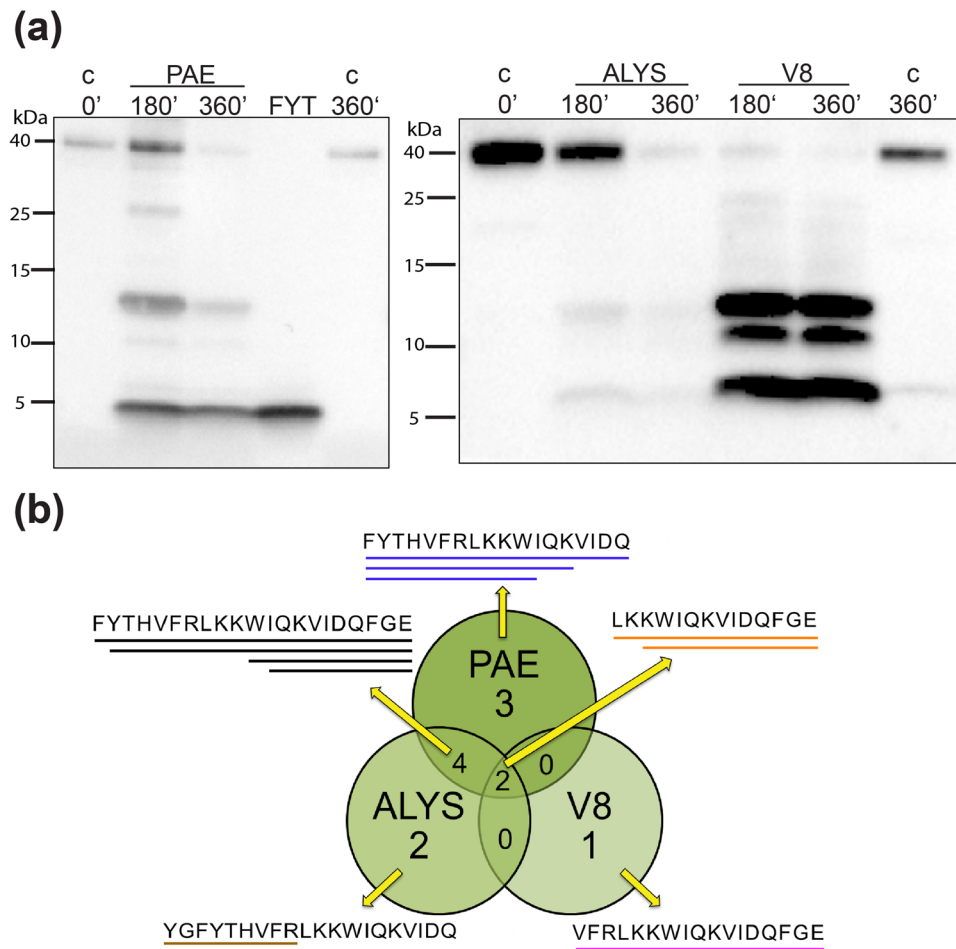 (a)
c PAE c
0' 180' 360' FYT 360‘
kDa
40
25
15
10
5
c ALYS V8 c
0' 180‘ 360' 180‘ 360' 360‘
kDa
40
25
15
10
5
(b)
FYTHVFRLKKWIQKVIDQ
FYTHVFRLKKWIQKVIDQFGE
LKKWIQKVIDQFGE
PAE
3
4 2 0
ALYS
2
0
V8
1
YGFYTHVFRLKKWIQKVIDQ
VFRLKKWIQKVIDQFGE